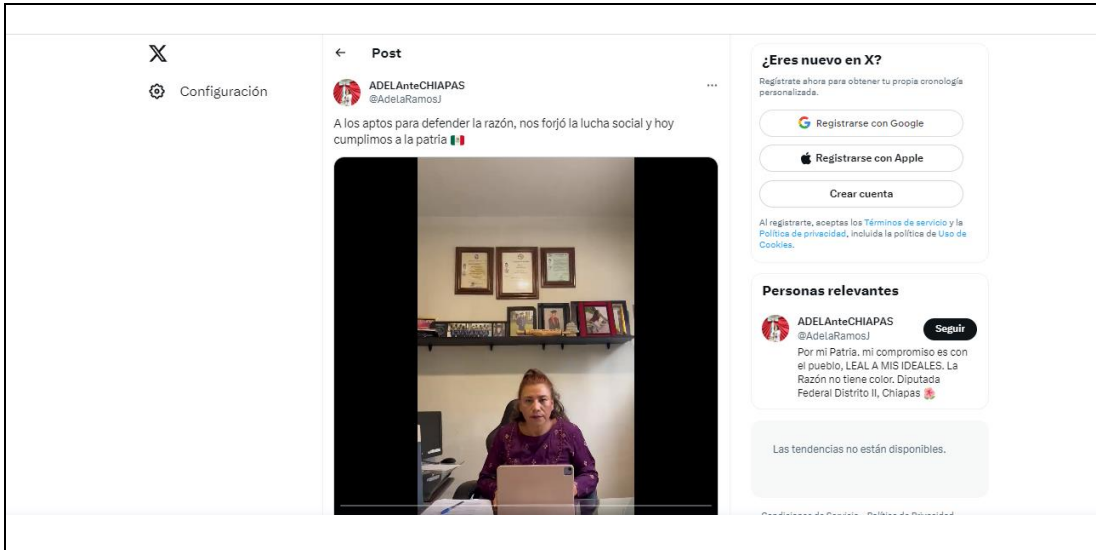 X
Configuración
← Post
ADELAnteCHIAPAS
@AdelaRamosJ
...
A los aptos para defender la razón, nos forjó la lucha social y hoy
cumplimos a la patria 🇲🇽
¿Eres nuevo en X?
Regístrate ahora para obtener tu propia cronología
personalizada.
Registrarse con Google
Registrarse con Apple
Crear cuenta
Al registrarte, aceptas los Términos de servicio y la
Política de privacidad, incluida la política de Uso de
Cookies.
Personas relevantes
ADELAnteCHIAPAS
@AdelaRamosJ
Seguir
Por mi Patria. mi compromiso es con
el pueblo, LEAL A MIS IDEALES. La
Razón no tiene color. Diputada
Federal Distrito II, Chiapas 🌺
Las tendencias no están disponibles.